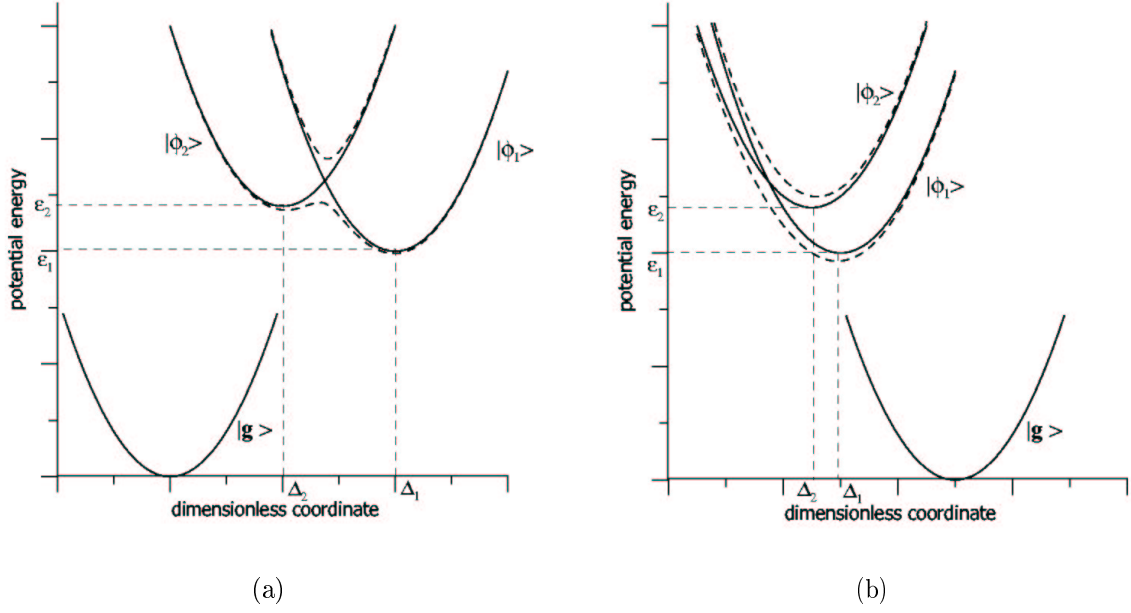 |ϕ₂>
|ϕ₁>
ε₂
ε₁
potential energy
|g >
Δ₂
Δ₁
dimensionless coordinate
(a)
|ϕ₂>
|ϕ₁>
ε₂
ε₁
potential energy
|g>
Δ₂
Δ₁
dimensionless coordinate
(b)